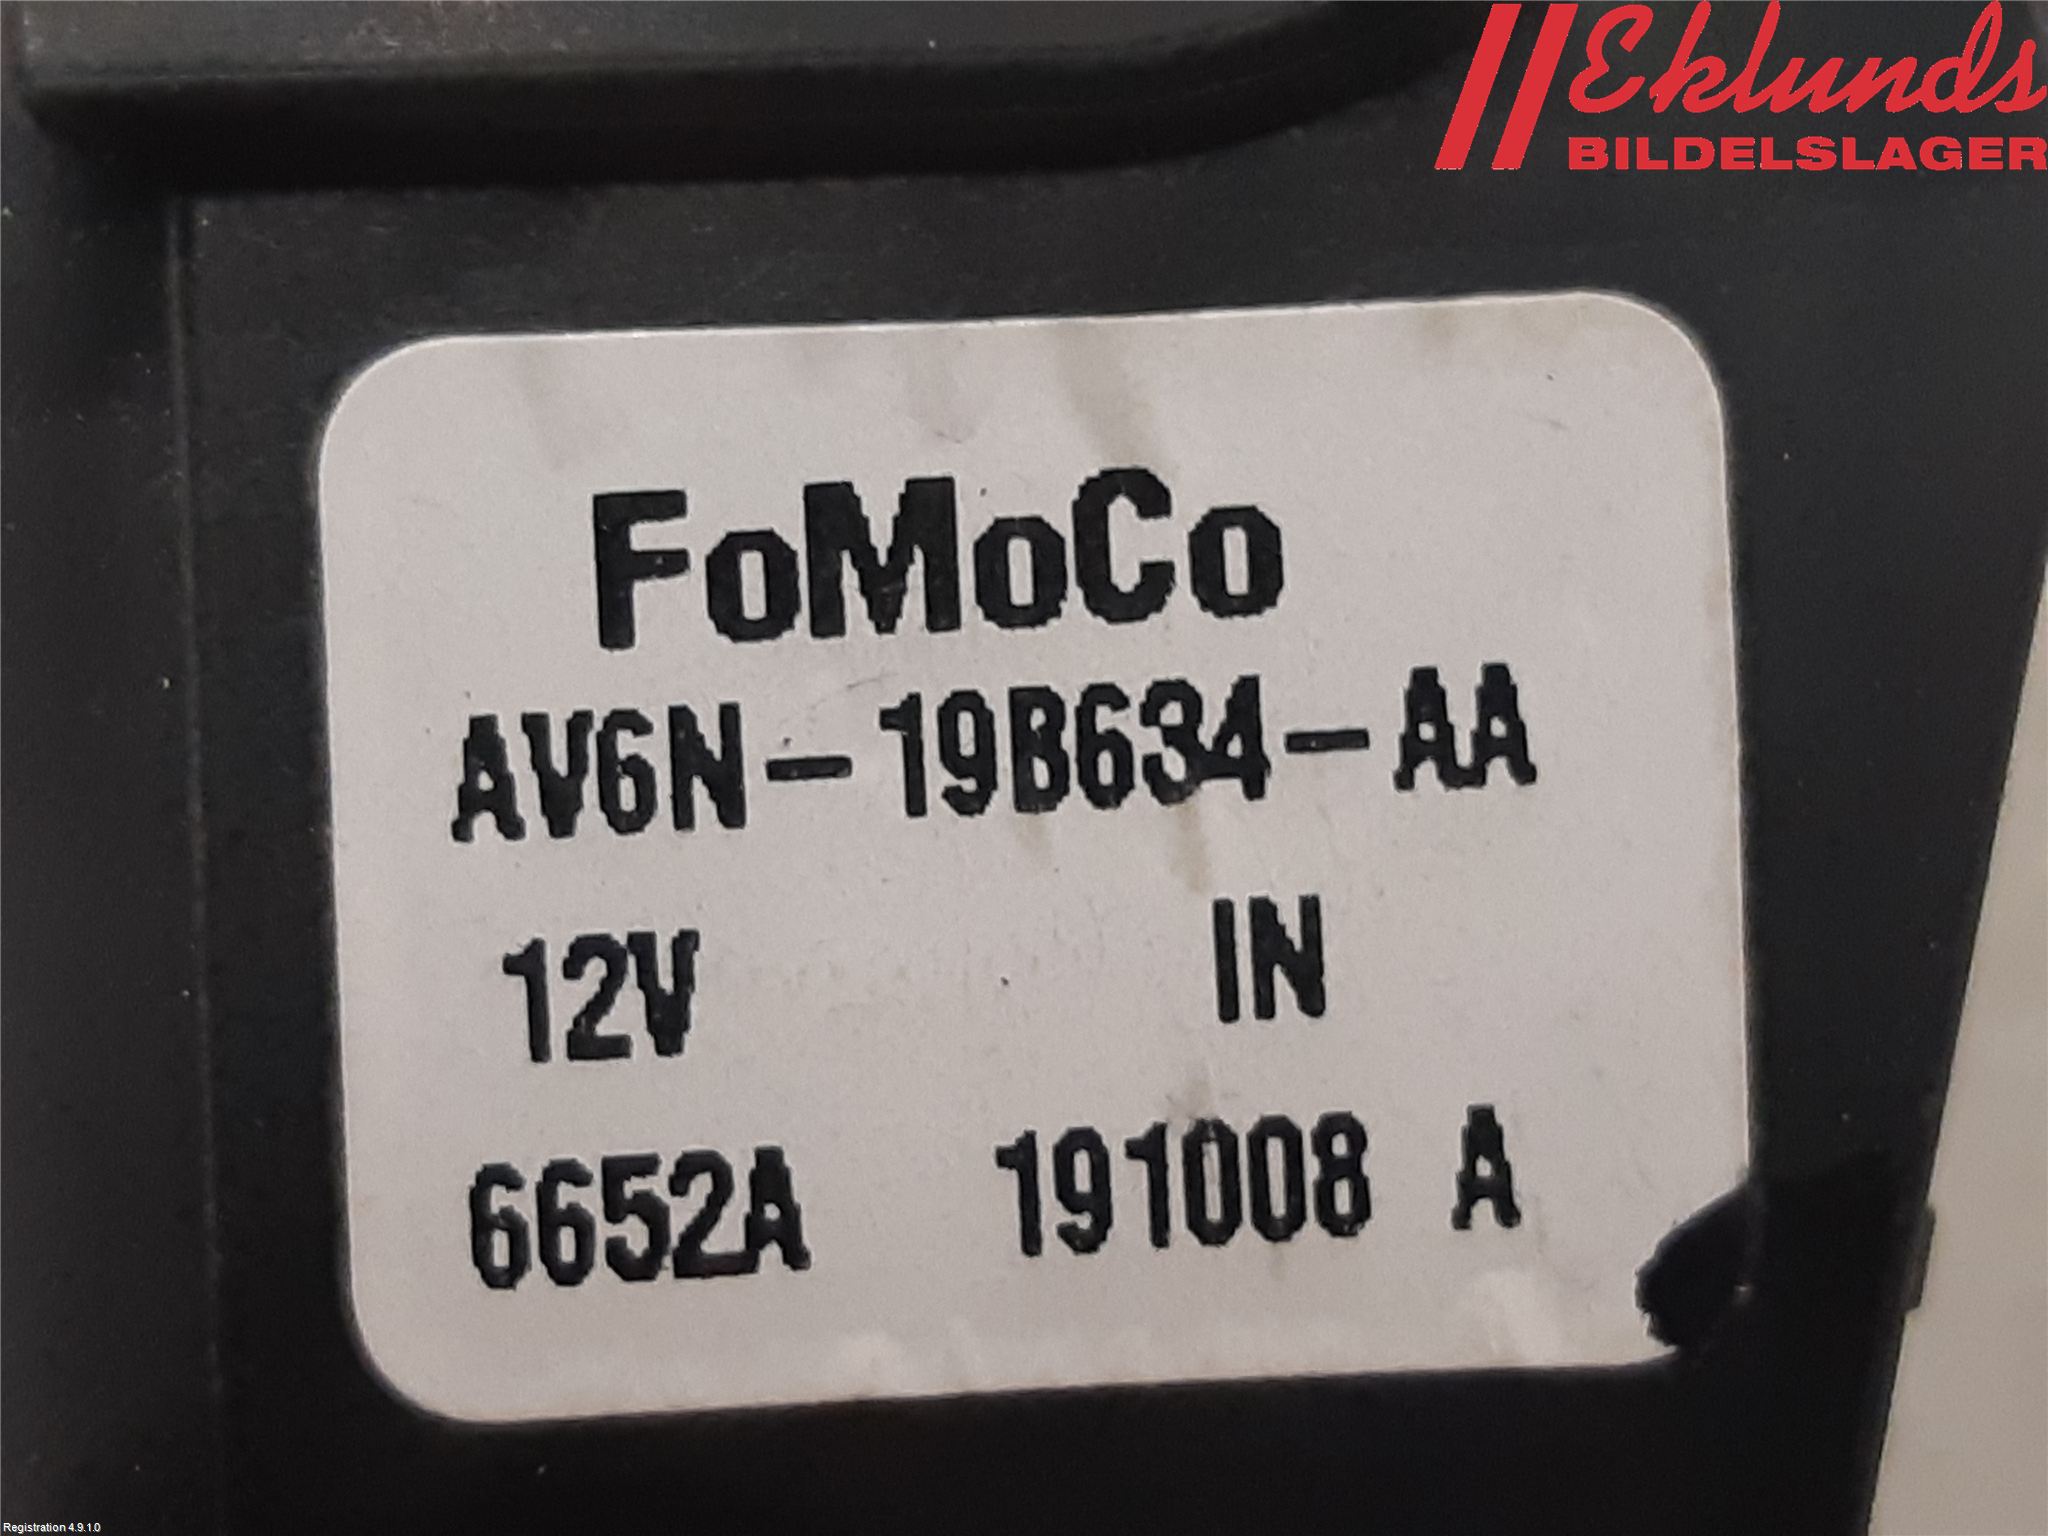 Eklunds
BILDELSLAGER
FoMoCo
AV6N-19B634-AA
12V IN
6652A 191008 A
Registration 4.9.1.0